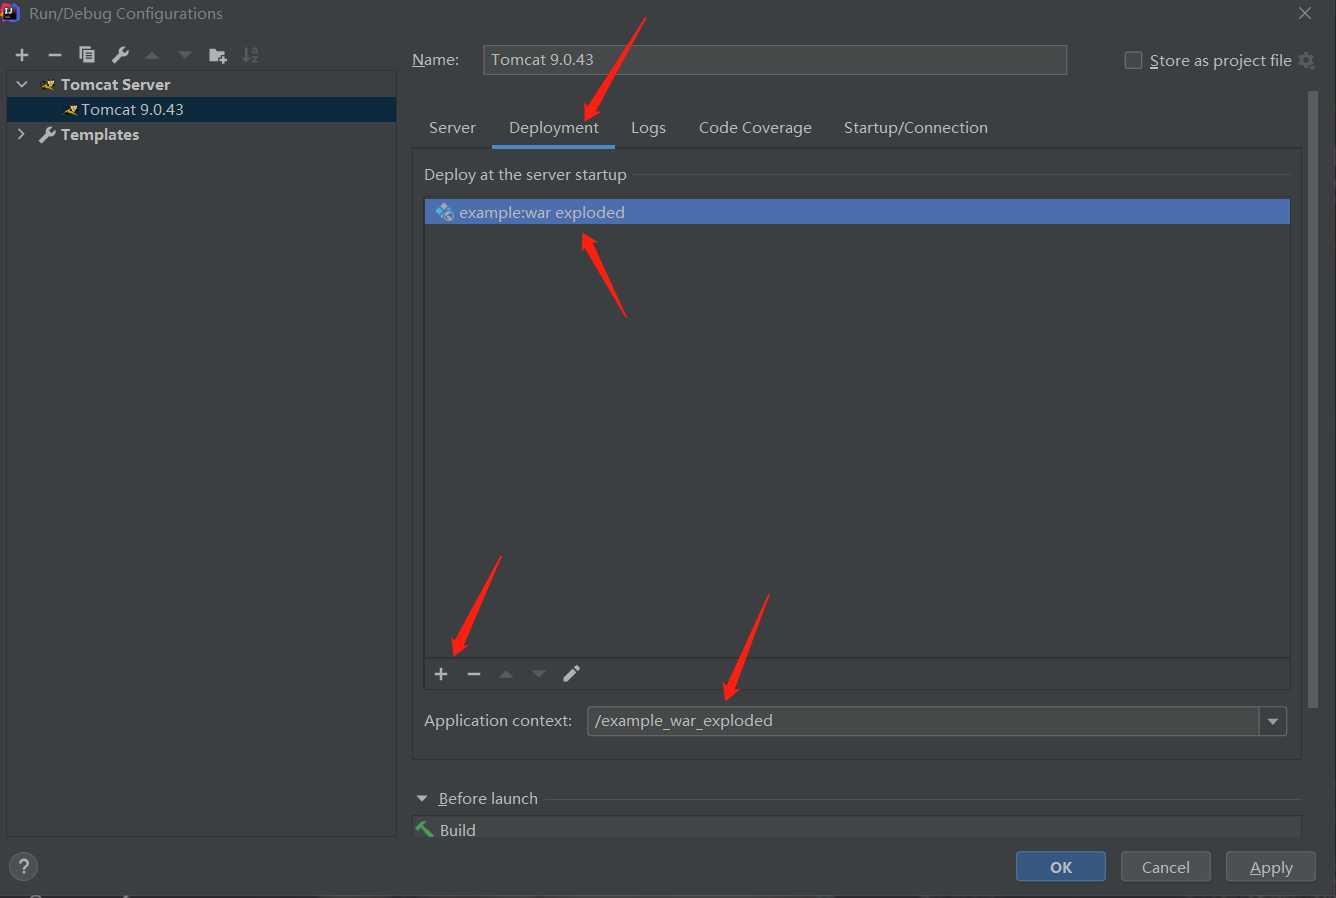 Run/Debug Configurations
Name: Tomcat 9.0.43 Store as project file
Tomcat Server
Tomcat 9.0.43
Templates
Server Deployment Logs Code Coverage Startup/Connection
Deploy at the server startup
example:war exploded
Application context: /example_war_exploded
Before launch
Build
? OK Cancel Apply